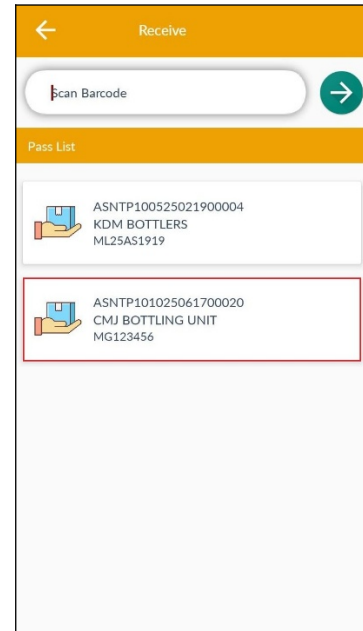 Receive
Scan Barcode
Pass List
ASNTP100525021900004
KDM BOTTLERS
ML25AS1919
ASNTP101025061700020
CMJ BOTTLING UNIT
MG123456